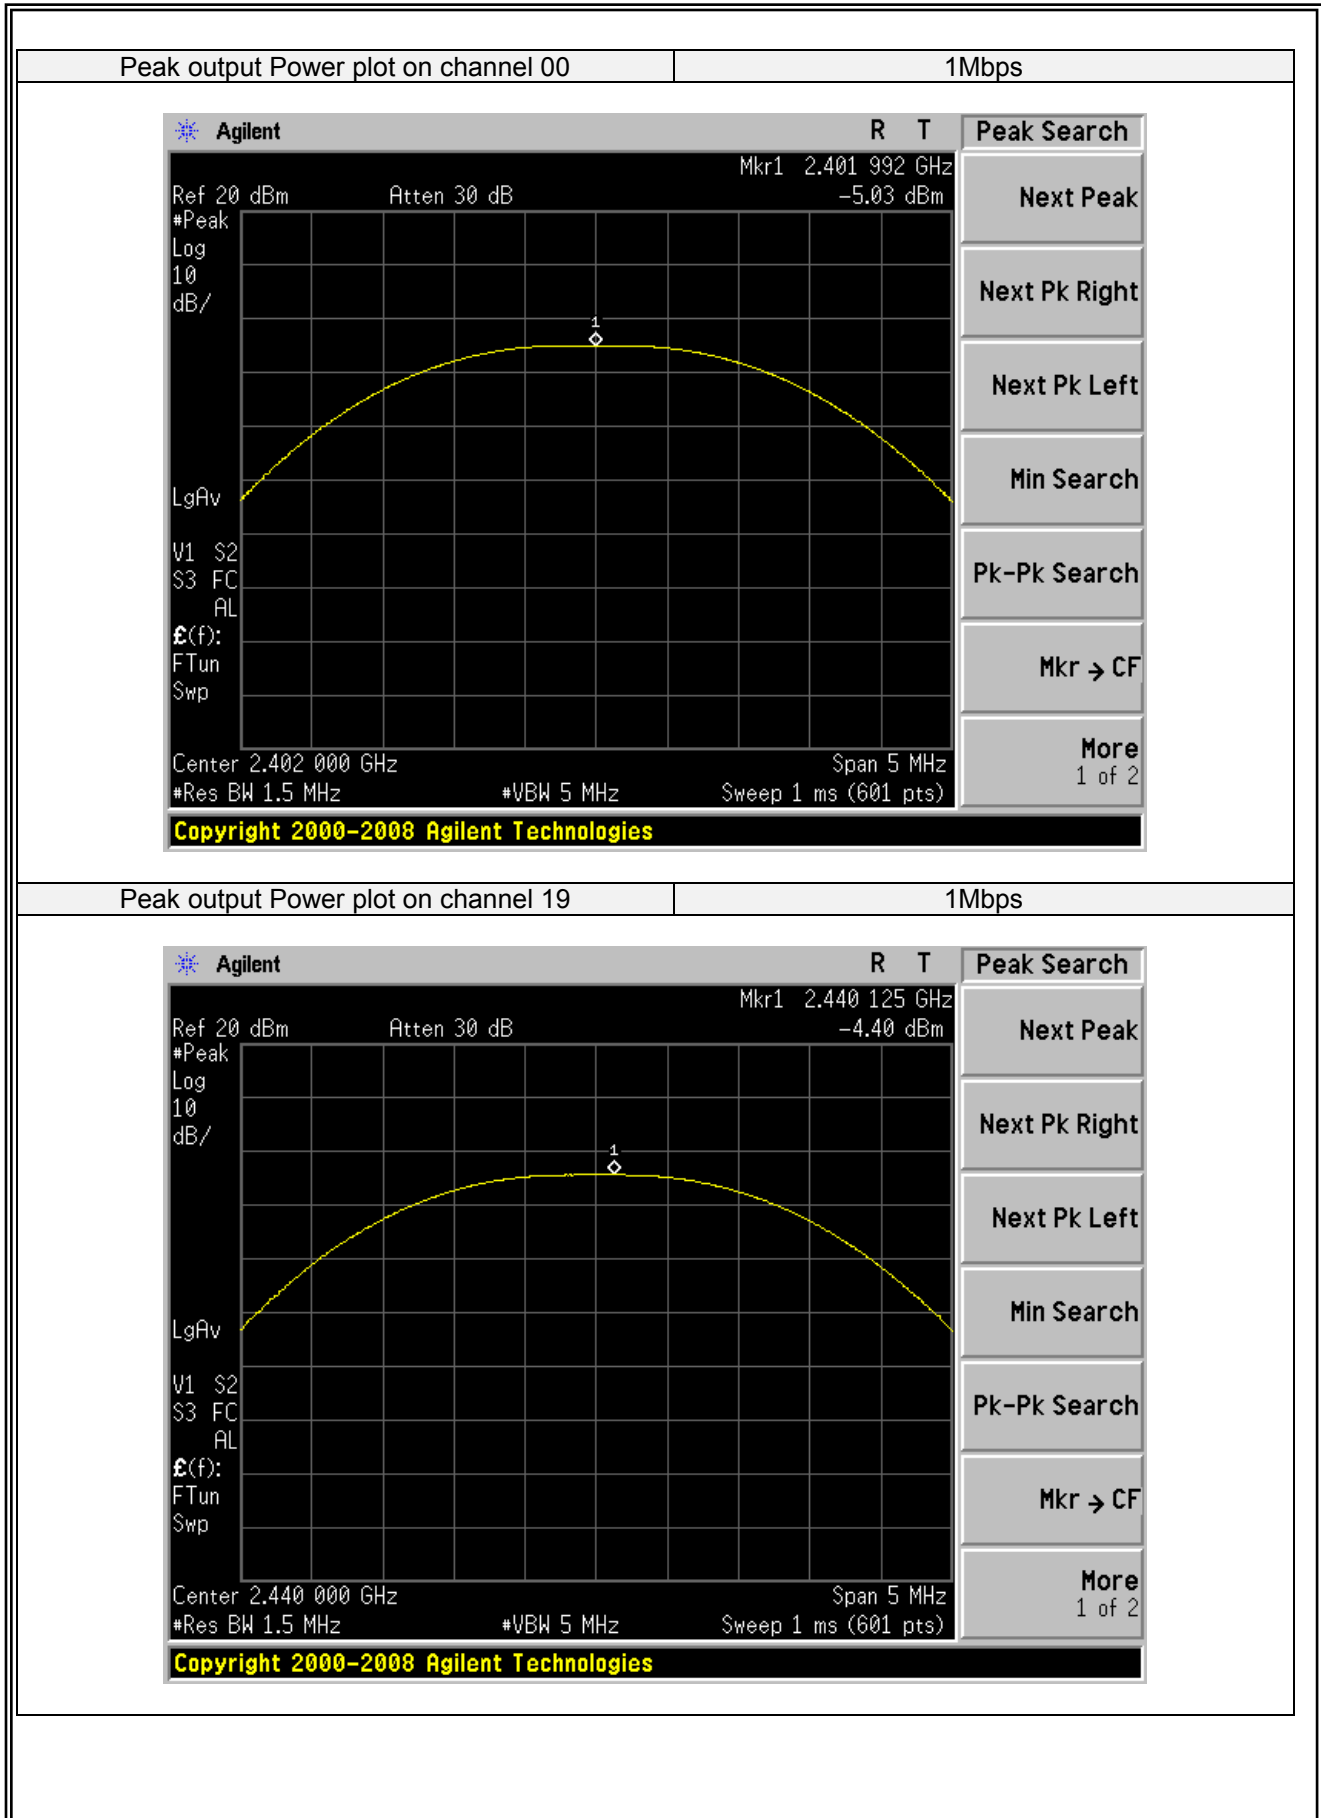 Peak output Power plot on channel 00 1Mbps
Agilent R T Peak Search
Mkr1 2.401 992 GHz
Ref 20 dBm Atten 30 dB -5.03 dBm
#Peak
Log
10
dB/
1
LgAv
V1 S2
S3 FC
AL
£(f):
FTun
Swp
Center 2.402 000 GHz Span 5 MHz
#Res BW 1.5 MHz #VBW 5 MHz Sweep 1 ms (601 pts)
Copyright 2000-2008 Agilent Technologies
Next Peak
Next Pk Right
Next Pk Left
Min Search
Pk-Pk Search
Mkr → CF
More
1 of 2
Peak output Power plot on channel 19 1Mbps
Agilent R T Peak Search
Mkr1 2.440 125 GHz
Ref 20 dBm Atten 30 dB -4.40 dBm
#Peak
Log
10
dB/
1
LgAv
V1 S2
S3 FC
AL
£(f):
FTun
Swp
Center 2.440 000 GHz Span 5 MHz
#Res BW 1.5 MHz #VBW 5 MHz Sweep 1 ms (601 pts)
Copyright 2000-2008 Agilent Technologies
Next Peak
Next Pk Right
Next Pk Left
Min Search
Pk-Pk Search
Mkr → CF
More
1 of 2